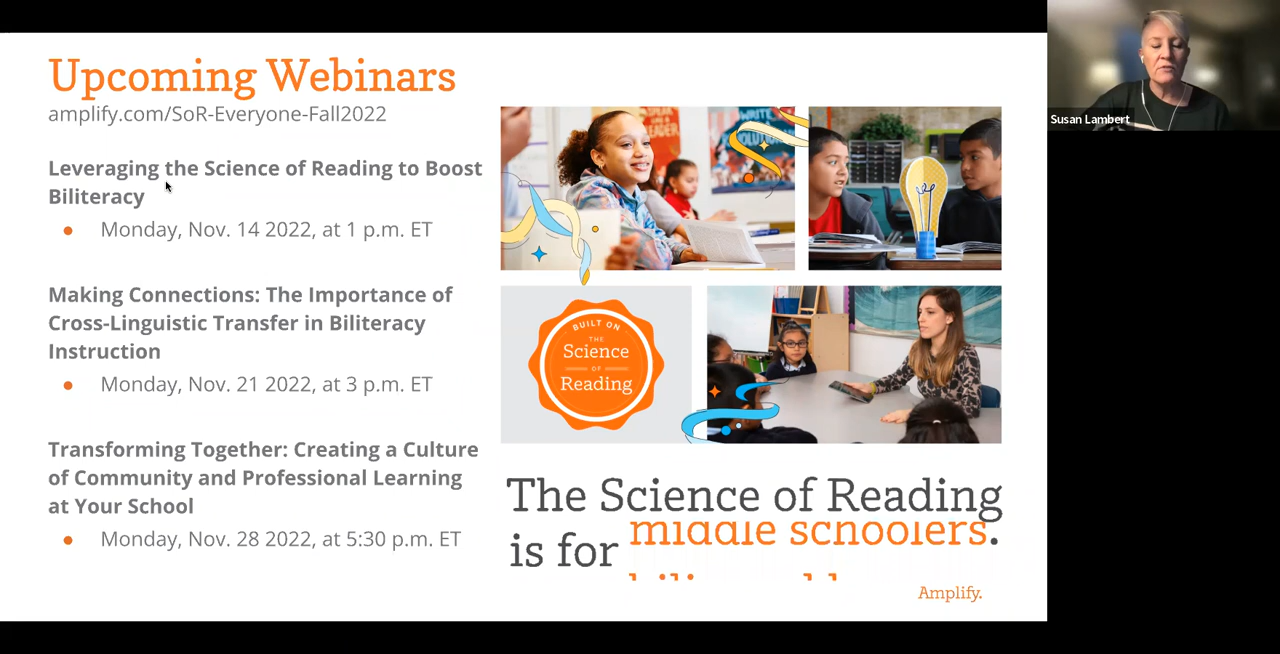 Upcoming Webinars
amplify.com/SoR-Everyone-Fall2022
Leveraging the Science of Reading to Boost
Biliteracy
Monday, Nov. 14 2022, at 1 p.m. ET
Making Connections: The Importance of
Cross-Linguistic Transfer in Biliteracy
Instruction
Monday, Nov. 21 2022, at 3 p.m. ET
Transforming Together: Creating a Culture
of Community and Professional Learning
at Your School
Monday, Nov. 28 2022, at 5:30 p.m. ET
LEADER
BUILT ON
THE
Science
OF
Reading
The Science of Reading
is for middle schoolers.
Amplify.
Susan Lambert